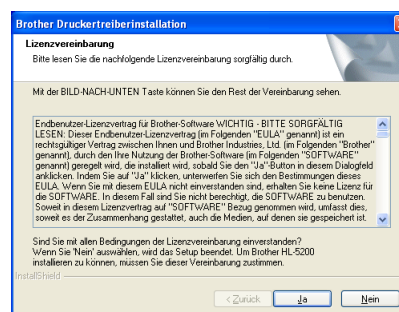 Brother Druckertreiberinstallation
Lizenzvereinbarung
Bitte lesen Sie die nachfolgende Lizenzvereinbarung sorgfältig durch.
Mit der BILD-NACH-UNTEN Taste können Sie den Rest der Vereinbarung sehen.
Endbenutzer-Lizenzvertrag für Brother-Software WICHTIG - BITTE SORGFÄLTIG
LESEN: Dieser Endbenutzer-Lizenzvertrag (im Folgenden "EULA" genannt) ist ein
rechtsgültiger Vertrag zwischen Ihnen und Brother Industries, Ltd. (im Folgenden "Brother"
genannt), durch den Ihre Nutzung der Brother-Software (im Folgenden "SOFTWARE"
genannt) geregelt wird, die installiert wird, sobald Sie den "Ja"-Button in diesem Dialogfeld
anklicken. Indem Sie auf "Ja" klicken, unterwerfen Sie sich den Bestimmungen dieses
EULA. Wenn Sie mit diesem EULA nicht einverstanden sind, erhalten Sie keine Lizenz für
die SOFTWARE. In diesem Fall sind Sie nicht berechtigt, die SOFTWARE zu benutzen.
Soweit in diesem Lizenzvertrag auf "SOFTWARE" Bezug genommen wird, umfasst dies,
soweit es der Zusammenhang gestattet, auch die Medien, auf denen sie gespeichert ist.
Sind Sie mit allen Bedingungen der Lizenzvereinbarung einverstanden?
Wenn Sie 'Nein' auswählen, wird das Setup beendet. Um Brother HL-5200
installieren zu können, müssen Sie dieser Vereinbarung zustimmen.
InstallShield
< Zurück Ja Nein